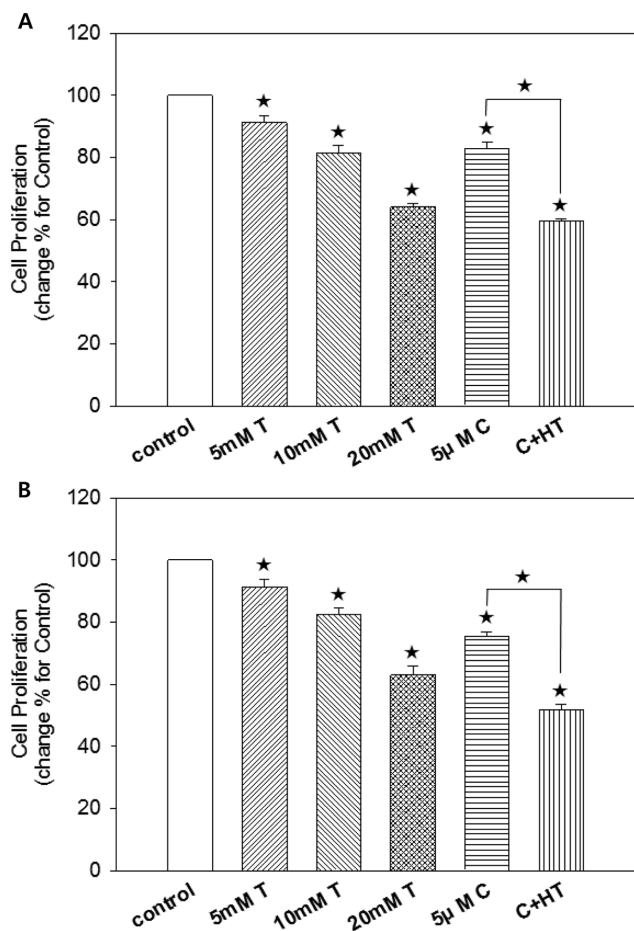 A
120
100
80
60
40
20
0
Cell Proliferation
(change % for Control)
★
★
★
★
★
★
control
5mM T
10mM T
20mM T
5μ M C
C+HT
B
120
100
80
60
40
20
0
Cell Proliferation
(change % for Control)
★
★
★
★
★
★
control
5mM T
10mM T
20mM T
5μ M C
C+HT